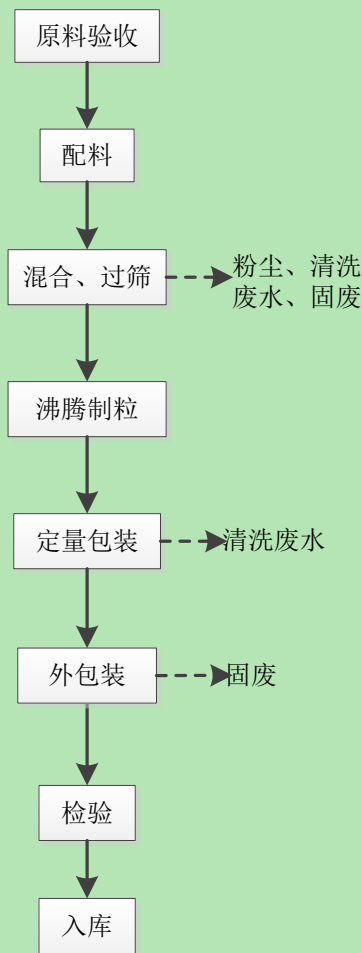 原料验收
配料
混合、过筛
粉尘、清洗
废水、固废
沸腾制粒
定量包装
清洗废水
外包装
固废
检验
入库